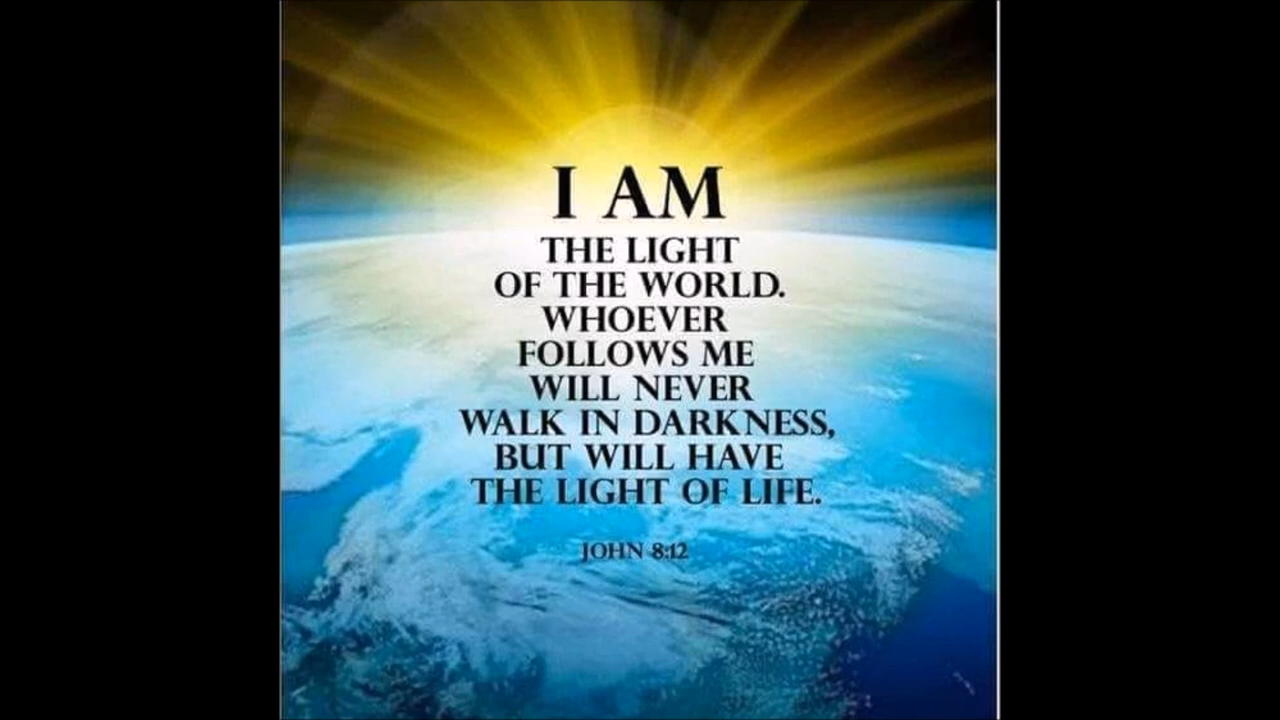 I AM
THE LIGHT
OF THE WORLD.
WHOEVER
FOLLOWS ME
WILL NEVER
WALK IN DARKNESS,
BUT WILL HAVE
THE LIGHT OF LIFE.
JOHN 8:12